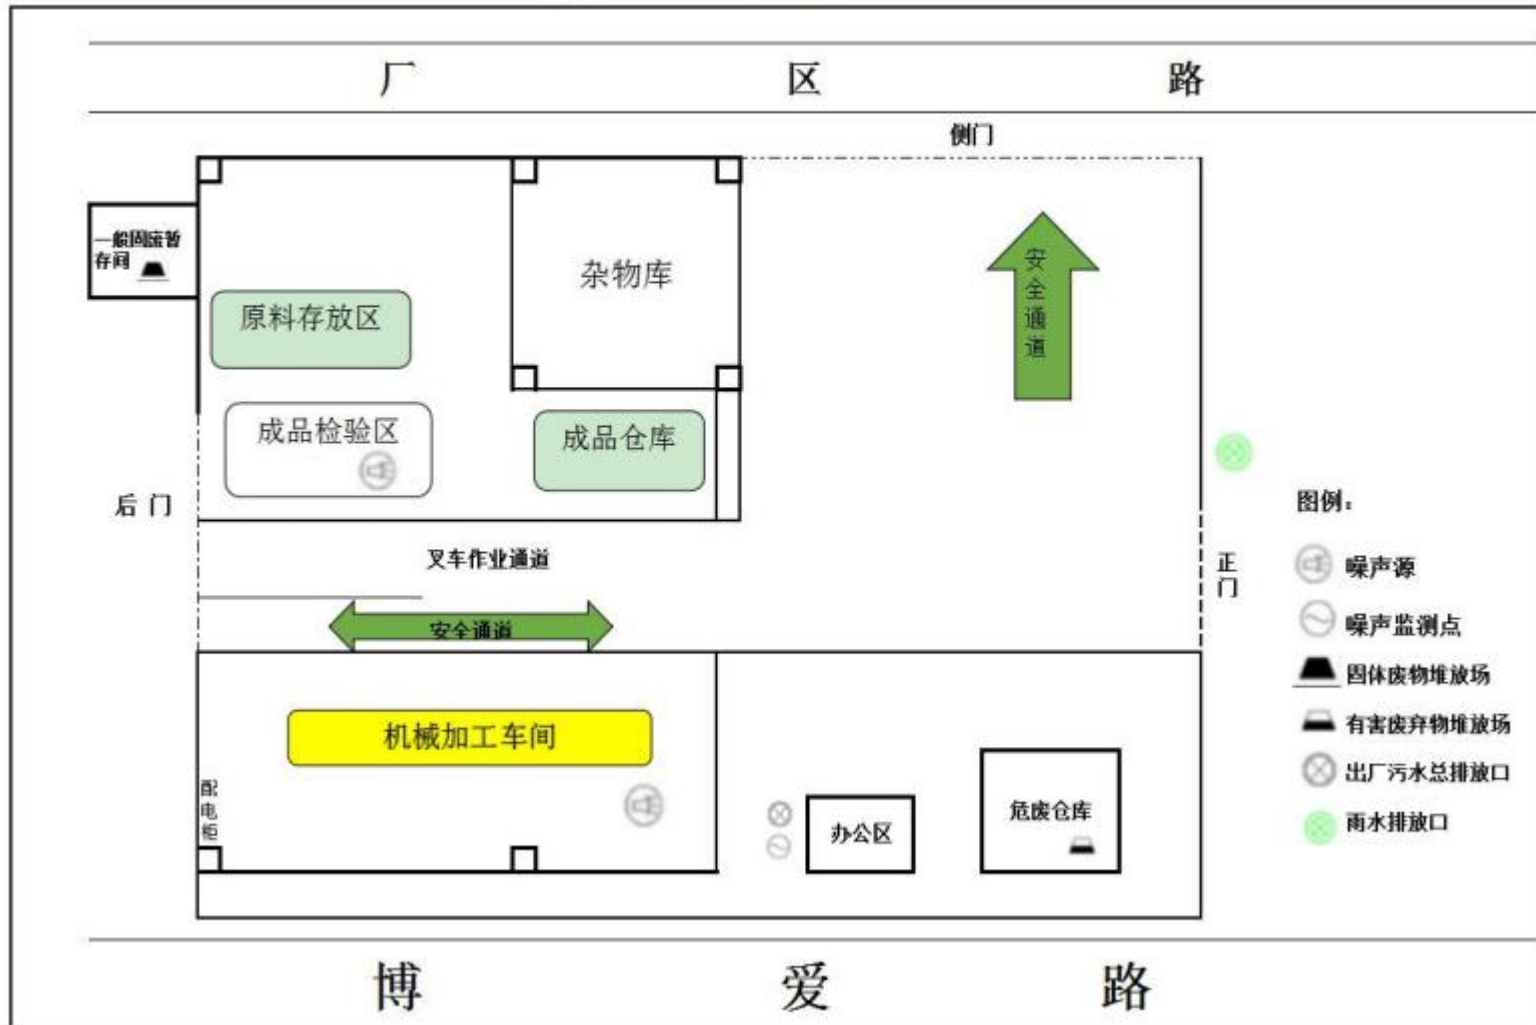 厂 区 路
侧门
一般固废暂
存间
杂物库
安全通道
原料存放区
成品检验区
成品仓库
后 门
图例：
叉车作业通道
正门
噪声源
安全通道
噪声监测点
固体废物堆放场
机械加工车间
有害废弃物堆放场
配电柜
出厂污水总排放口
办公区
危废仓库
雨水排放口
博 爱 路